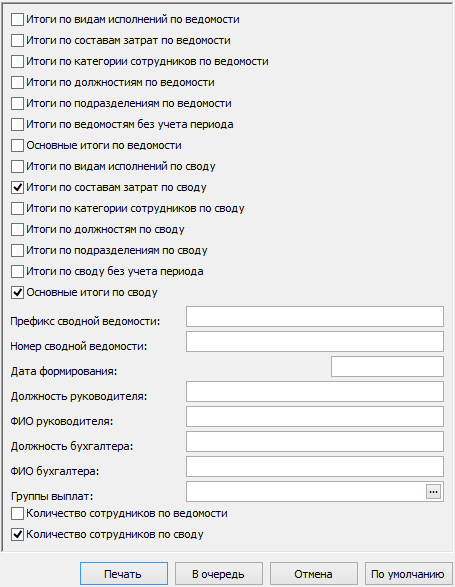 Итоги по видам исполнений по ведомости
Итоги по составам затрат по ведомости
Итоги по категории сотрудников по ведомости
Итоги по должностиям по ведомости
Итоги по подразделениям по ведомости
Итоги по ведомостям без учета периода
Основные итоги по ведомости
Итоги по видам исполнений по своду
Итоги по составам затрат по своду
Итоги по категории сотрудников по своду
Итоги по должностям по своду
Итоги по подразделениям по своду
Итоги по своду без учета периода
Основные итоги по своду
Префикс сводной ведомости:
Номер сводной ведомости:
Дата формирования:
Должность руководителя:
ФИО руководителя:
Должность бухгалтера:
ФИО бухгалтера:
Группы выплат: ...
Количество сотрудников по ведомости
Количество сотрудников по своду
Печать В очередь Отмена По умолчанию